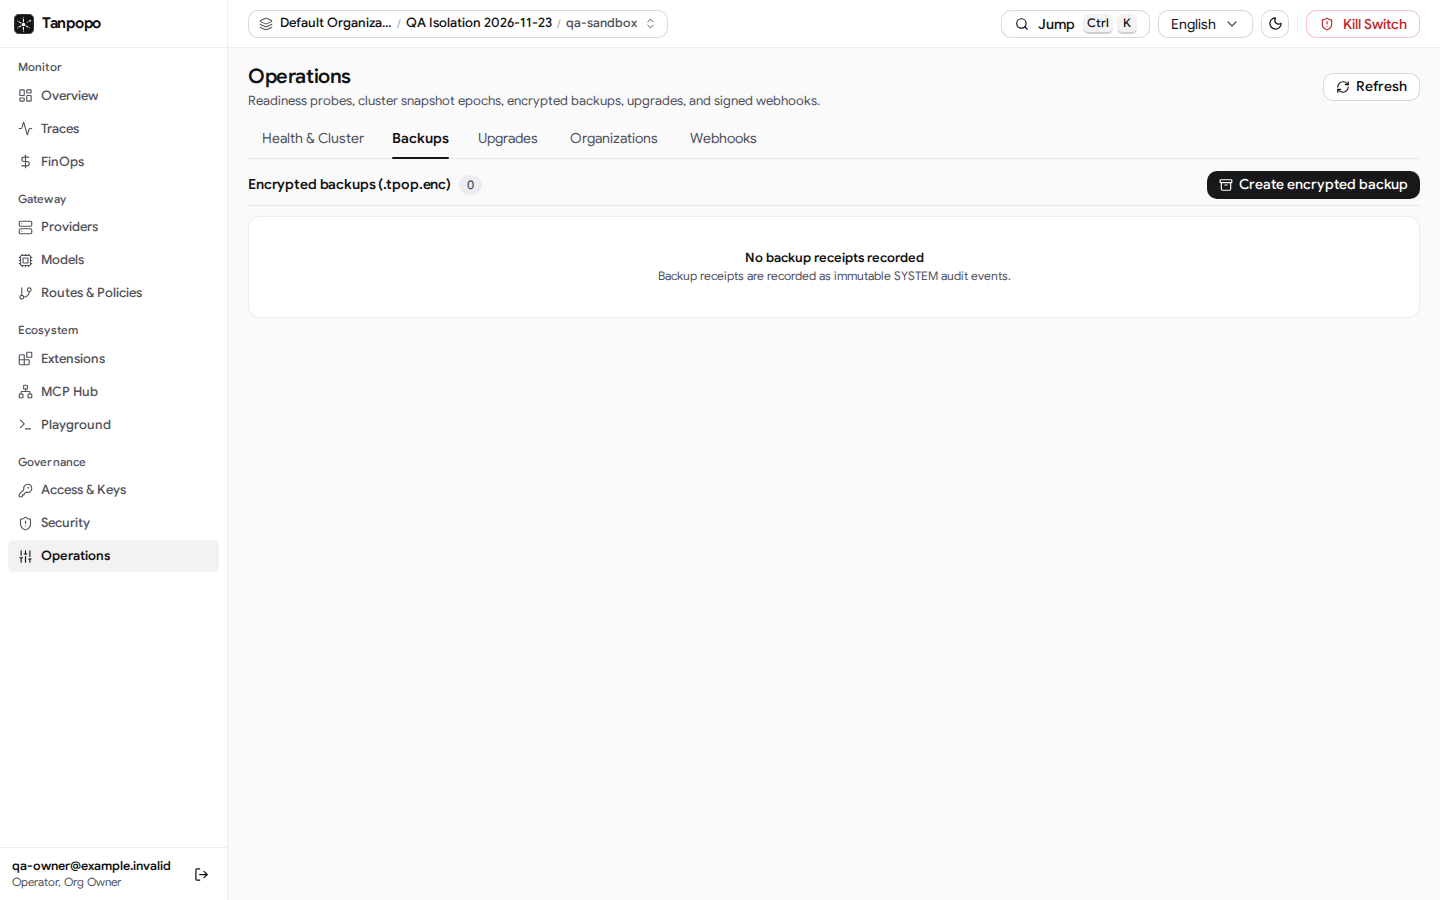 Tanpopo
Default Organiza... / QA Isolation 2026-11-23 / qa-sandbox
Jump Ctrl K
English
Kill Switch
Monitor
Overview
Traces
FinOps
Gateway
Providers
Models
Routes & Policies
Ecosystem
Extensions
MCP Hub
Playground
Governance
Access & Keys
Security
Operations
qa-owner@example.invalid
Operator, Org Owner
Operations
Readiness probes, cluster snapshot epochs, encrypted backups, upgrades, and signed webhooks.
Refresh
Health & Cluster
Backups
Upgrades
Organizations
Webhooks
Encrypted backups (.tpop.enc) 0
Create encrypted backup
No backup receipts recorded
Backup receipts are recorded as immutable SYSTEM audit events.